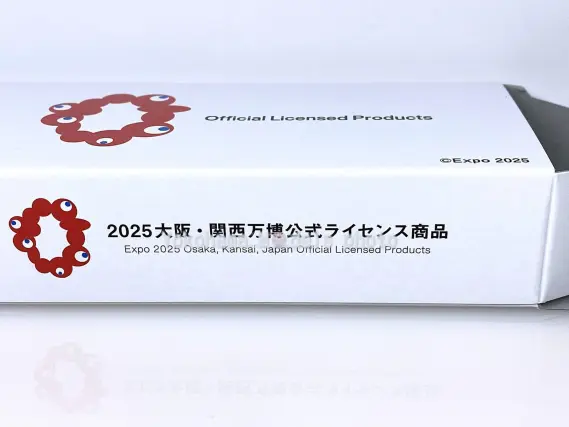 Official Licensed Products
©Expo 2025
2025大阪・関西万博公式ライセンス商品
Expo 2025 Osaka, Kansai, Japan Official Licensed Products